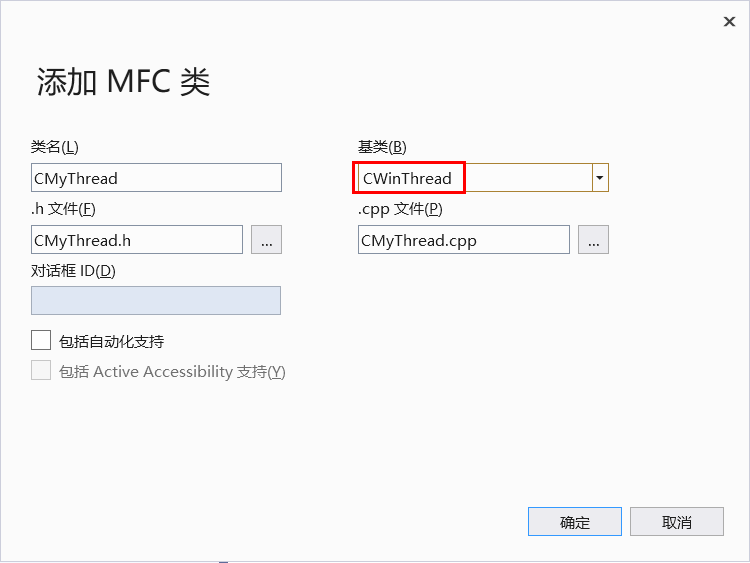 添加 MFC 类
类名(L)
基类(B)
CMyThread
CWinThread
.h 文件(F)
.cpp 文件(P)
CMyThread.h
...
CMyThread.cpp
...
对话框 ID(D)
包括自动化支持
包括 Active Accessibility 支持(Y)
确定
取消